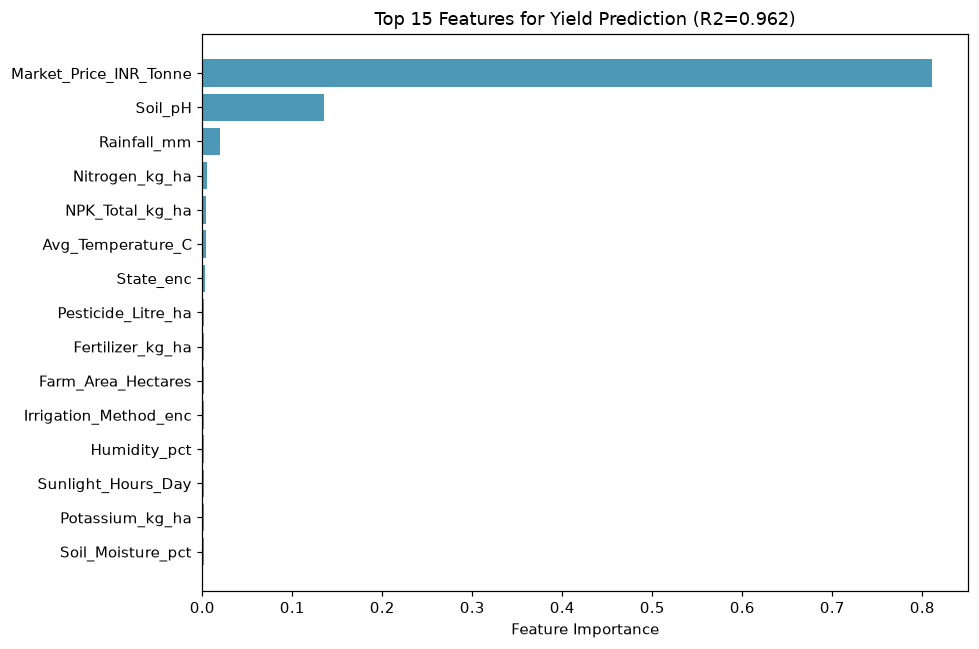 Top 15 Features for Yield Prediction (R2=0.962)
Market_Price_INR_Tonne
Soil_pH
Rainfall_mm
Nitrogen_kg_ha
NPK_Total_kg_ha
Avg_Temperature_C
State_enc
Pesticide_Litre_ha
Fertilizer_kg_ha
Farm_Area_Hectares
Irrigation_Method_enc
Humidity_pct
Sunlight_Hours_Day
Potassium_kg_ha
Soil_Moisture_pct
0.0 0.1 0.2 0.3 0.4 0.5 0.6 0.7 0.8
Feature Importance